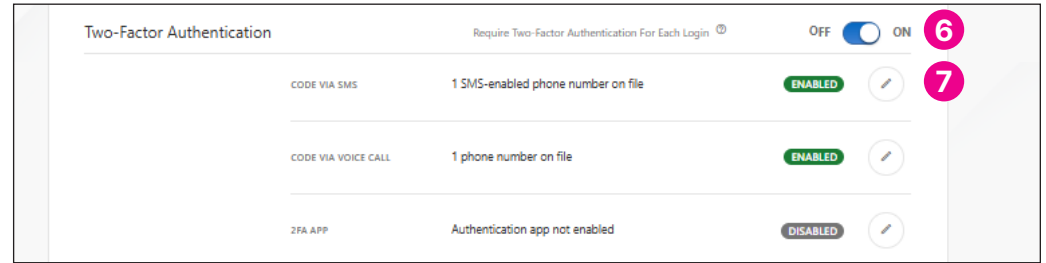 Two-Factor Authentication Require Two-Factor Authentication For Each Login ? OFF ON 6
CODE VIA SMS 1 SMS-enabled phone number on file ENABLED 7
CODE VIA VOICE CALL 1 phone number on file ENABLED
2FA APP Authentication app not enabled DISABLED